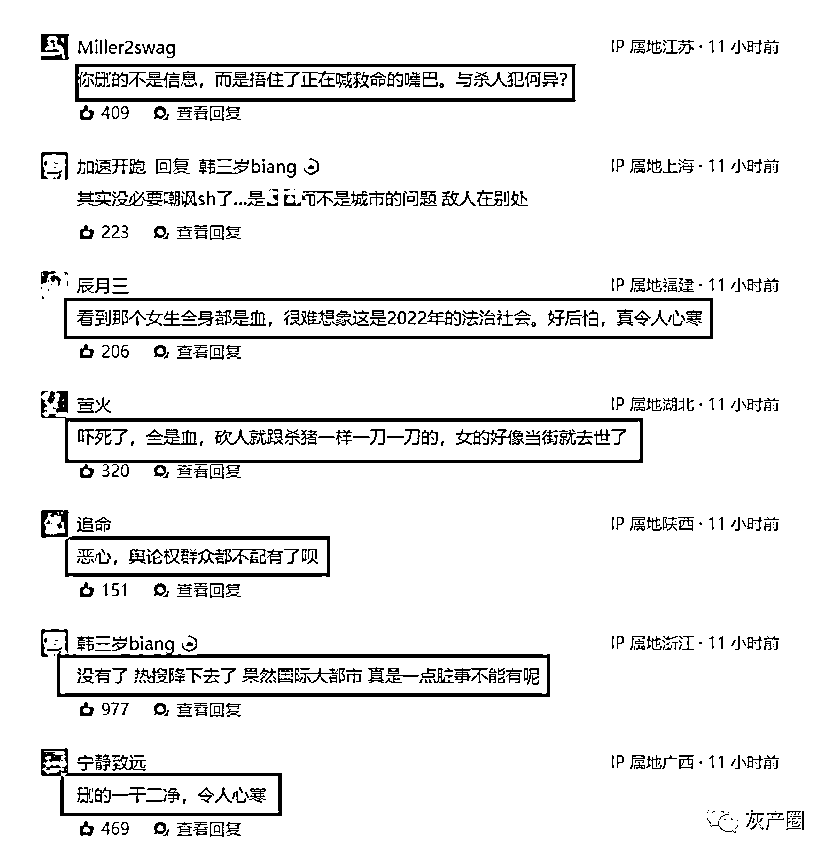 Miller2swag IP 属地江苏 · 11 小时前
你删的不是信息，而是捂住了正在喊救命的嘴巴。与杀人犯何异?
409 查看回复
加速开跑 回复 韩三岁biang IP 属地上海 · 11 小时前
其实没必要嘲讽sh了...是 而不是城市的问题 敌人在别处
223 查看回复
辰月三 IP 属地福建 · 11 小时前
看到那个女生全身都是血，很难想象这是2022年的法治社会。好后怕，真令人心寒
206 查看回复
萱火 IP 属地湖北 · 11 小时前
吓死了，全是血，砍人就跟杀猪一样一刀一刀的，女的好像当街就去世了
320 查看回复
追命 IP 属地陕西 · 11 小时前
恶心，舆论权群众都不配有了呗
151 查看回复
韩三岁biang IP 属地浙江 · 11 小时前
没有了 热搜降下去了 果然国际大都市 真是一点脏事不能有呢
977 查看回复
宁静致远 IP 属地广西 · 11 小时前
删的一干二净，令人心寒
469 查看回复
灰产圈